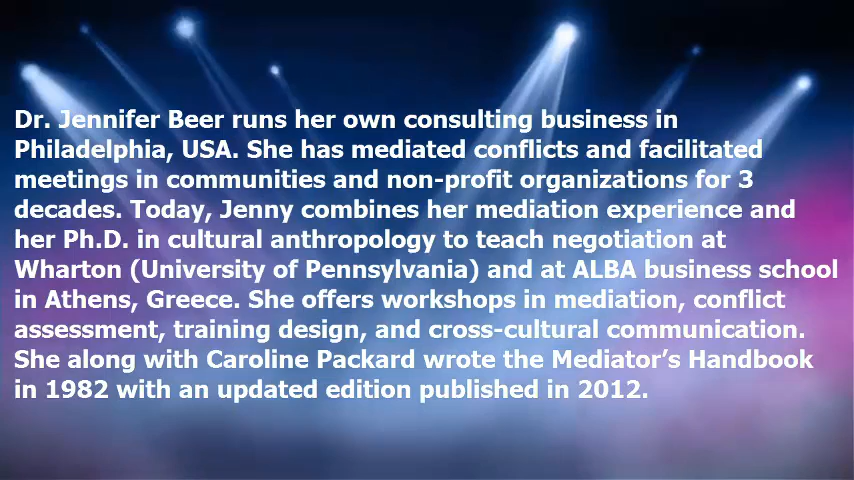 Dr. Jennifer Beer runs her own consulting business in
Philadelphia, USA. She has mediated conflicts and facilitated
meetings in communities and non-profit organizations for 3
decades. Today, Jenny combines her mediation experience and
her Ph.D. in cultural anthropology to teach negotiation at
Wharton (University of Pennsylvania) and at ALBA business school
in Athens, Greece. She offers workshops in mediation, conflict
assessment, training design, and cross-cultural communication.
She along with Caroline Packard wrote the Mediator’s Handbook
in 1982 with an updated edition published in 2012.